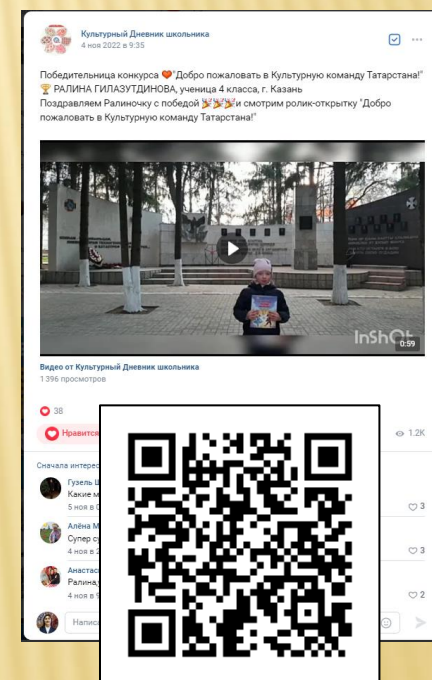 Культурный Дневник школьника
4 ноя 2022 в 9:35
Победительница конкурса ❤️"Добро пожаловать в Культурную команду Татарстана!"
🏆 РАЛИНА ГИЛАЗУТДИНОВА, ученица 4 класса, г. Казань
Поздравляем Ралиночку с победой 🎉🎉🎉и смотрим ролик-открытку "Добро
пожаловать в Культурную команду Татарстана!"
InShOt
0:59
Видео от Культурный Дневник школьника
1 396 просмотров
38
Нравится
1.2K
Сначала интерес
Гузель
Какие
5 ноя в
3
Алёна М
Супер
4 ноя в 2
3
Анастас
Ралина,
4 ноя в
2
Напис